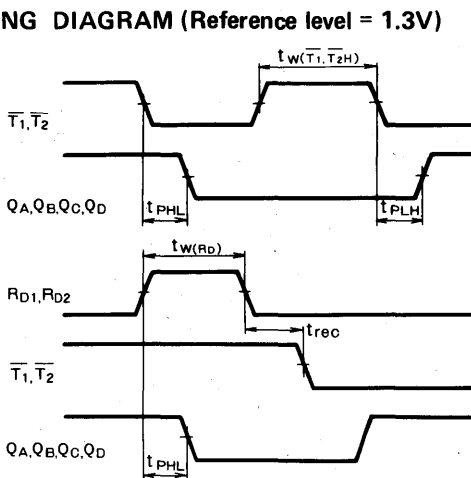 NG DIAGRAM (Reference level = 1.3V)
tW(T̅1,T̅2H)
T̅1,T̅2
QA,QB,QC,QD
tPHL
tPLH
tW(RD)
RD1,RD2
trec
T̅1,T̅2
QA,QB,QC,QD
tPHL